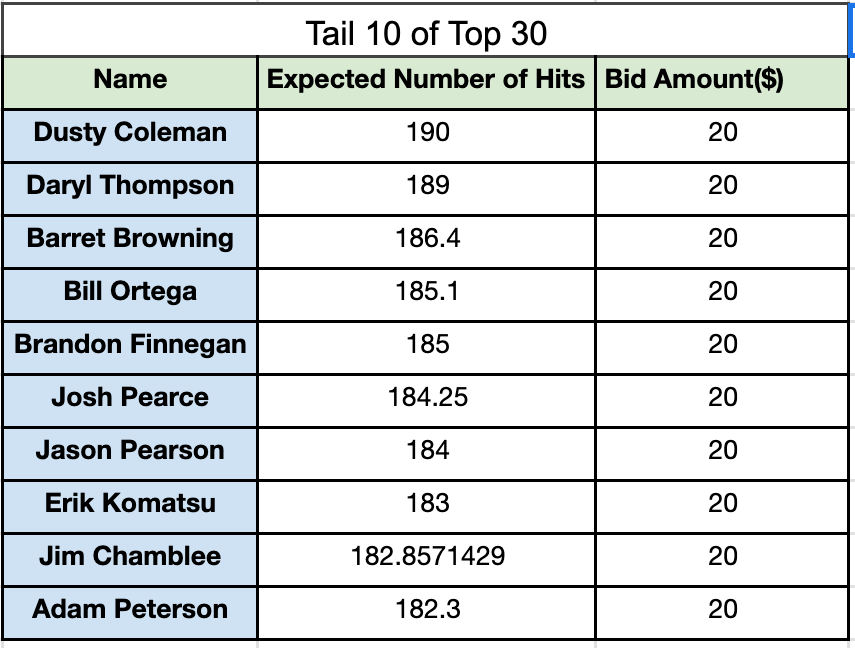 Tail 10 of Top 30
Name Expected Number of Hits Bid Amount($)
Dusty Coleman 190 20
Daryl Thompson 189 20
Barret Browning 186.4 20
Bill Ortega 185.1 20
Brandon Finnegan 185 20
Josh Pearce 184.25 20
Jason Pearson 184 20
Erik Komatsu 183 20
Jim Chamblee 182.8571429 20
Adam Peterson 182.3 20